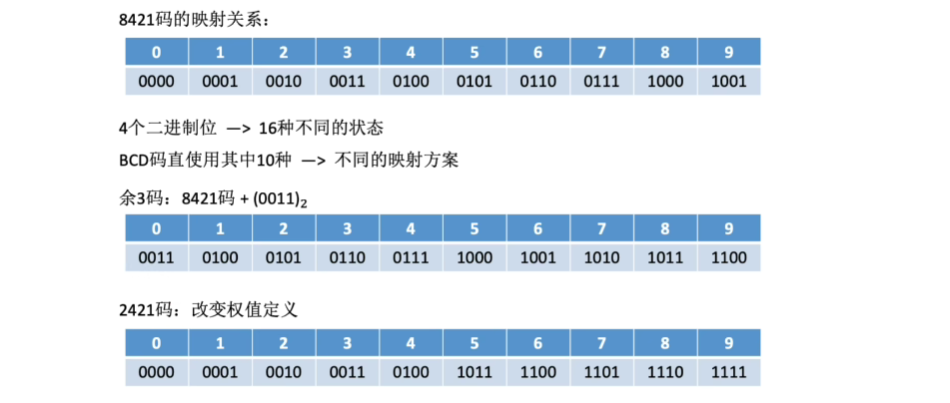 8421码的映射关系：
0 1 2 3 4 5 6 7 8 9
0000 0001 0010 0011 0100 0101 0110 0111 1000 1001
4个二进制位 —> 16种不同的状态
BCD码直使用其中10种 —> 不同的映射方案
余3码：8421码 + (0011)₂
0 1 2 3 4 5 6 7 8 9
0011 0100 0101 0110 0111 1000 1001 1010 1011 1100
2421码：改变权值定义
0 1 2 3 4 5 6 7 8 9
0000 0001 0010 0011 0100 1011 1100 1101 1110 1111